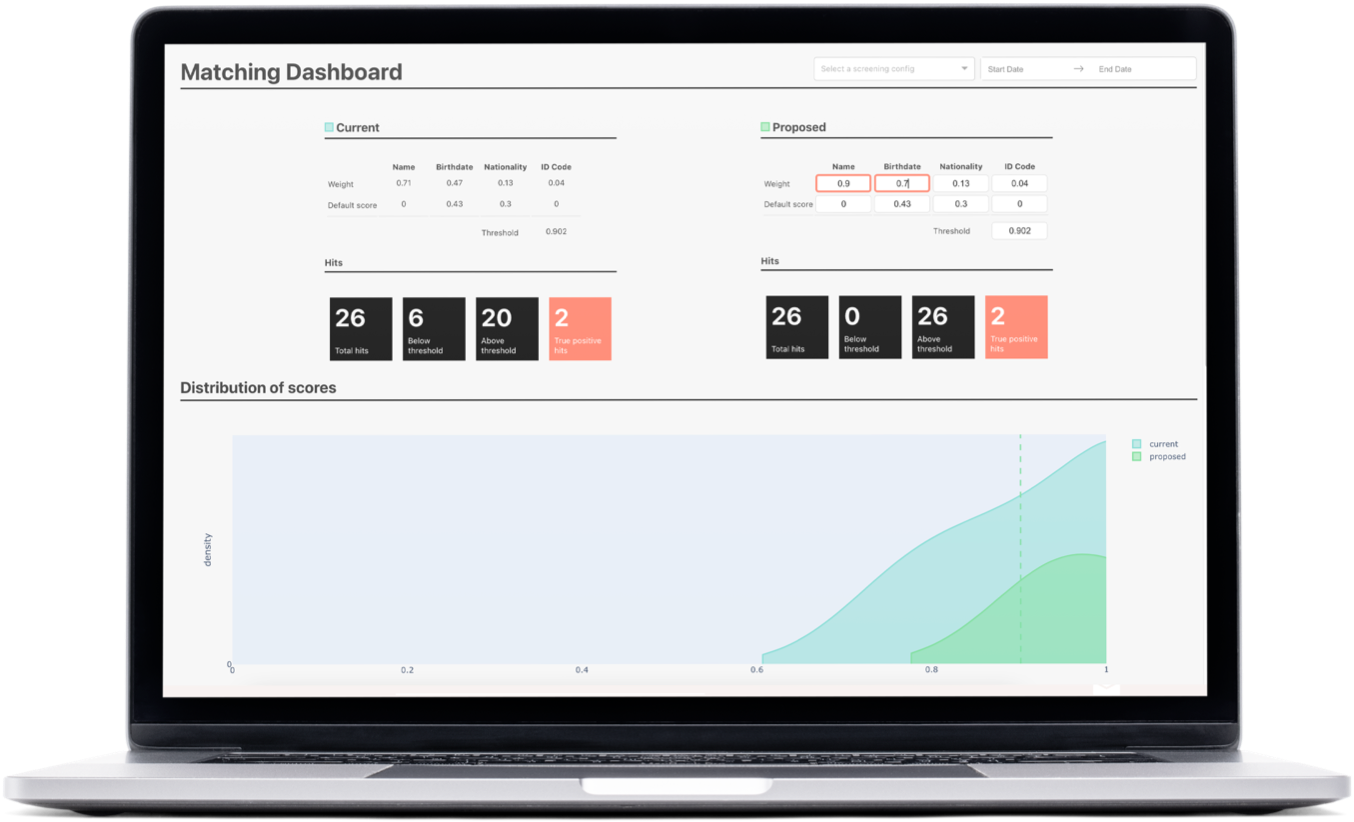 Matching Dashboard
Select a screening config
Start Date → End Date
Current
Name Birthdate Nationality ID Code
Weight 0.71 0.47 0.13 0.04
Default score 0 0.43 0.3 0
Threshold 0.902
Hits
26 6 20 2
Total hits Below threshold Above threshold True positive hits
Proposed
Name Birthdate Nationality ID Code
Weight 0.9 0.7 0.13 0.04
Default score 0 0.43 0.3 0
Threshold 0.902
Hits
26 0 26 2
Total hits Below threshold Above threshold True positive hits
Distribution of scores
current
proposed
density
0
0 0.2 0.4 0.6 0.8 1